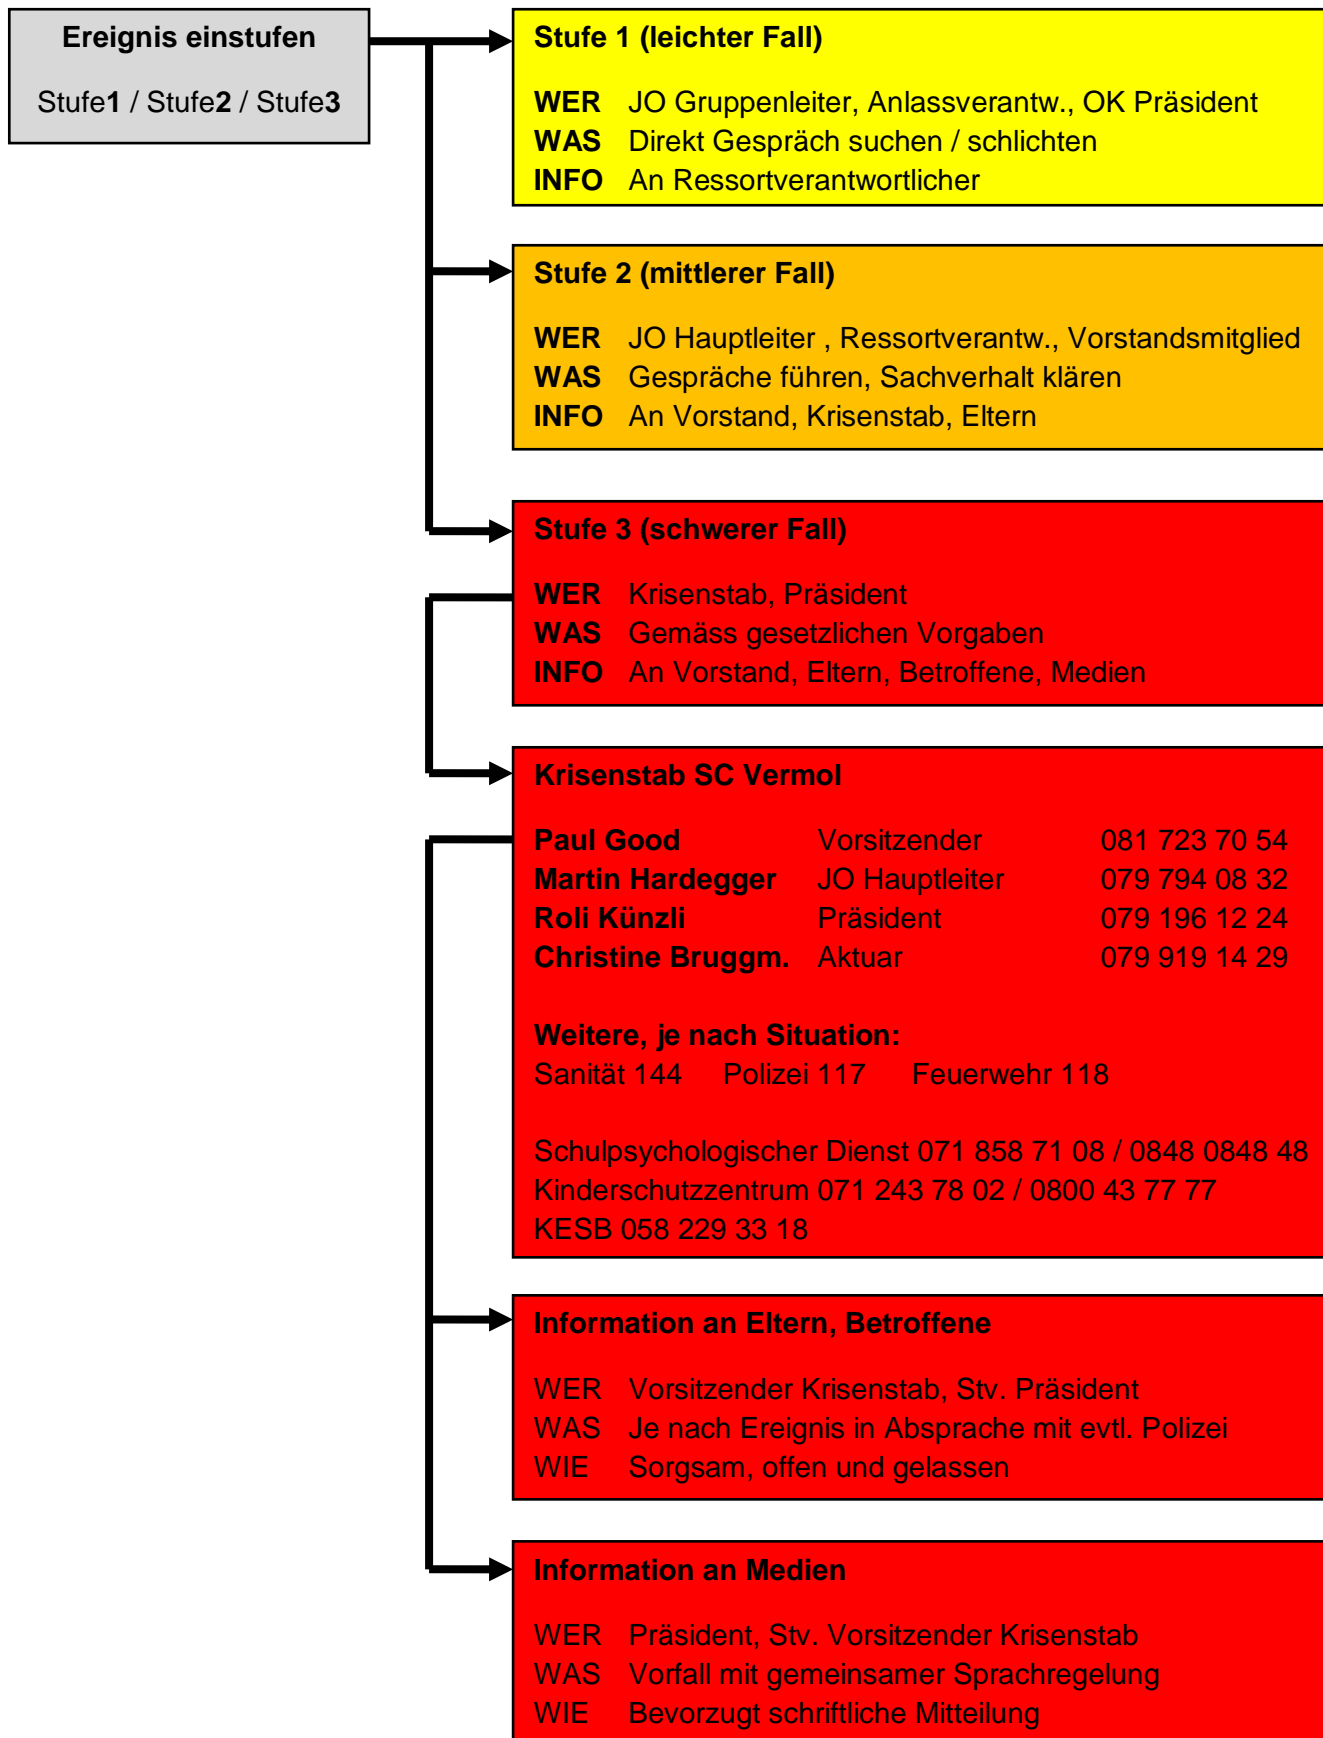 Ereignis einstufen
Stufe1 / Stufe2 / Stufe3
Stufe 1 (leichter Fall)
WER JO Gruppenleiter, Anlassverantw., OK Präsident
WAS Direkt Gespräch suchen / schlichten
INFO An Ressortverantwortlicher
Stufe 2 (mittlerer Fall)
WER JO Hauptleiter , Ressortverantw., Vorstandsmitglied
WAS Gespräche führen, Sachverhalt klären
INFO An Vorstand, Krisenstab, Eltern
Stufe 3 (schwerer Fall)
WER Krisenstab, Präsident
WAS Gemäss gesetzlichen Vorgaben
INFO An Vorstand, Eltern, Betroffene, Medien
Krisenstab SC Vermol
Paul Good Vorsitzender 081 723 70 54
Martin Hardegger JO Hauptleiter 079 794 08 32
Roli Künzli Präsident 079 196 12 24
Christine Bruggm. Aktuar 079 919 14 29
Weitere, je nach Situation:
Sanität 144 Polizei 117 Feuerwehr 118
Schulpsychologischer Dienst 071 858 71 08 / 0848 0848 48
Kinderschutzzentrum 071 243 78 02 / 0800 43 77 77
KESB 058 229 33 18
Information an Eltern, Betroffene
WER Vorsitzender Krisenstab, Stv. Präsident
WAS Je nach Ereignis in Absprache mit evtl. Polizei
WIE Sorgsam, offen und gelassen
Information an Medien
WER Präsident, Stv. Vorsitzender Krisenstab
WAS Vorfall mit gemeinsamer Sprachregelung
WIE Bevorzugt schriftliche Mitteilung